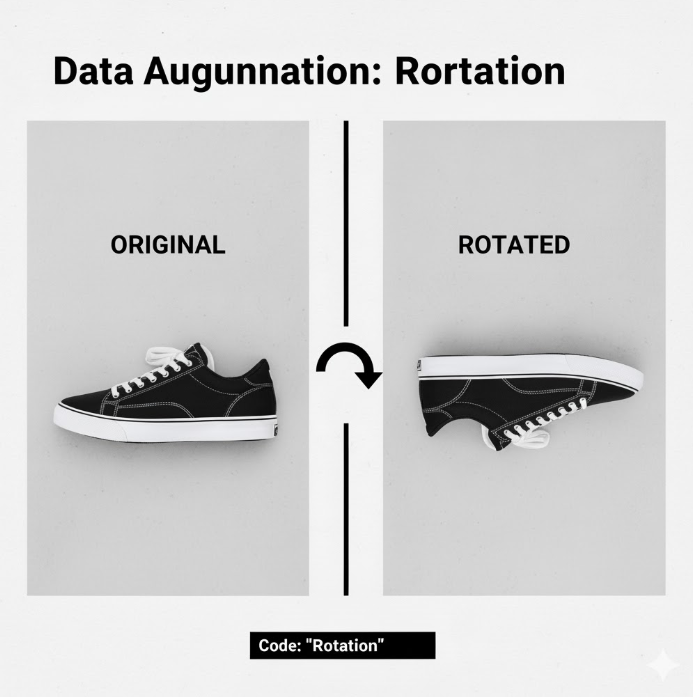 Data Augunnation: Rortation
ORIGINAL
ROTATED
Code: "Rotation"